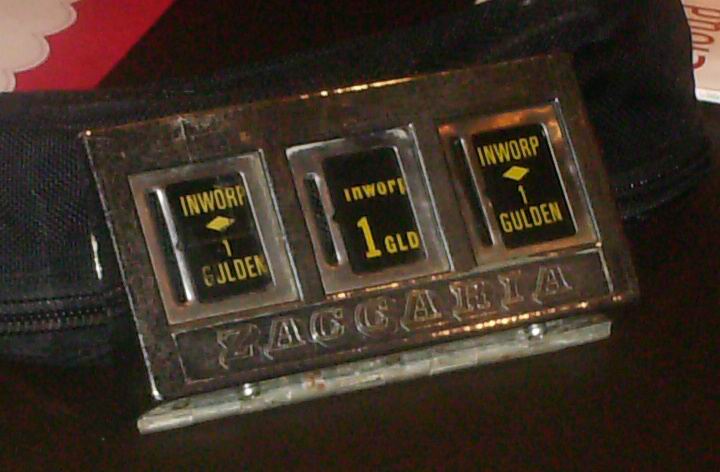 INWORP
1
GULDEN
inworp
1 GLD
INWORP
1
GULDEN
ZACCARIA